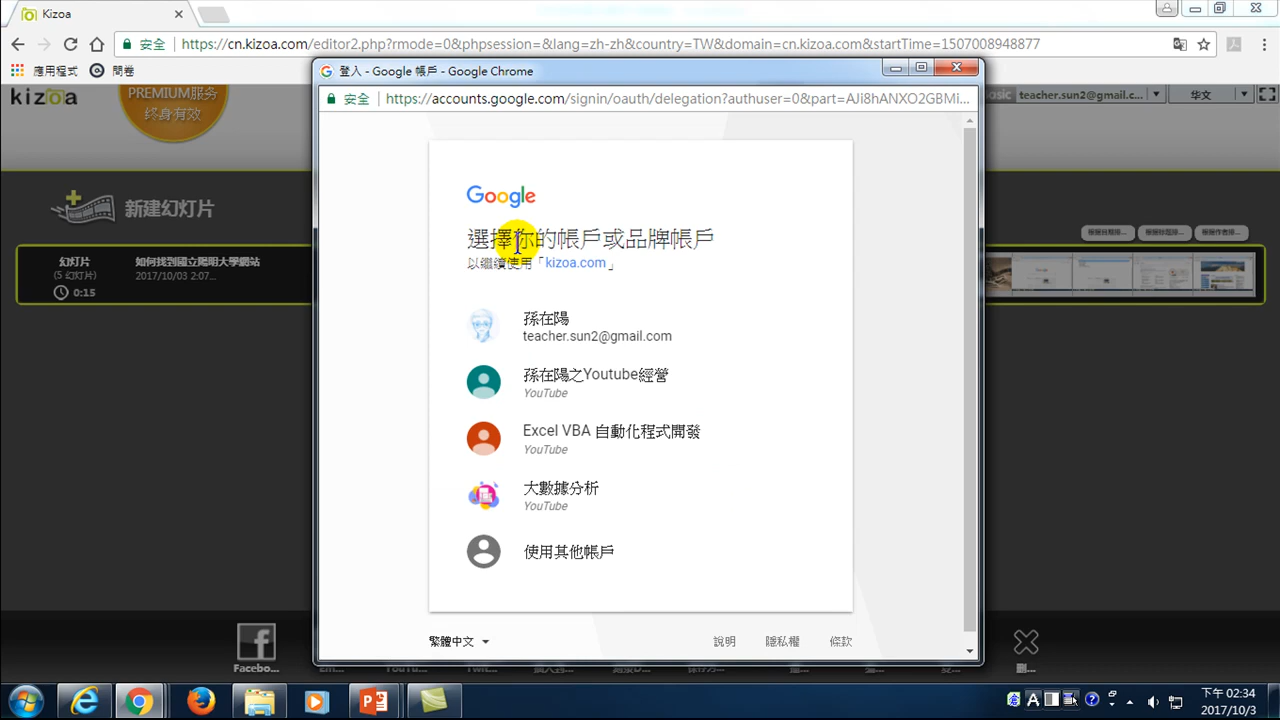 Kizoa
安全
https://cn.kizoa.com/editor2.php?rmode=0&phpsession=&lang=zh-zh&country=TW&domain=cn.kizoa.com&startTime=1507008948877
應用程式
問卷
登入 - Google 帳戶 - Google Chrome
安全
https://accounts.google.com/signin/oauth/delegation?authuser=0&part=AJi8hANXO2GBMi...
kizoa
PREMIUM服务
终身有效
teacher.sun2@gmail.c...
华文
新建幻灯片
幻灯片
(5 幻灯片)
0:15
如何找到國立陽明大學網站
2017/10/03 2:07...
Google
選擇你的帳戶或品牌帳戶
以繼續使用「kizoa.com」
孫在陽
teacher.sun2@gmail.com
孫在陽之Youtube經營
YouTube
Excel VBA 自動化程式開發
YouTube
大數據分析
YouTube
使用其他帳戶
繁體中文
說明
隱私權
條款
Facebo...
下午 02:34
2017/10/3